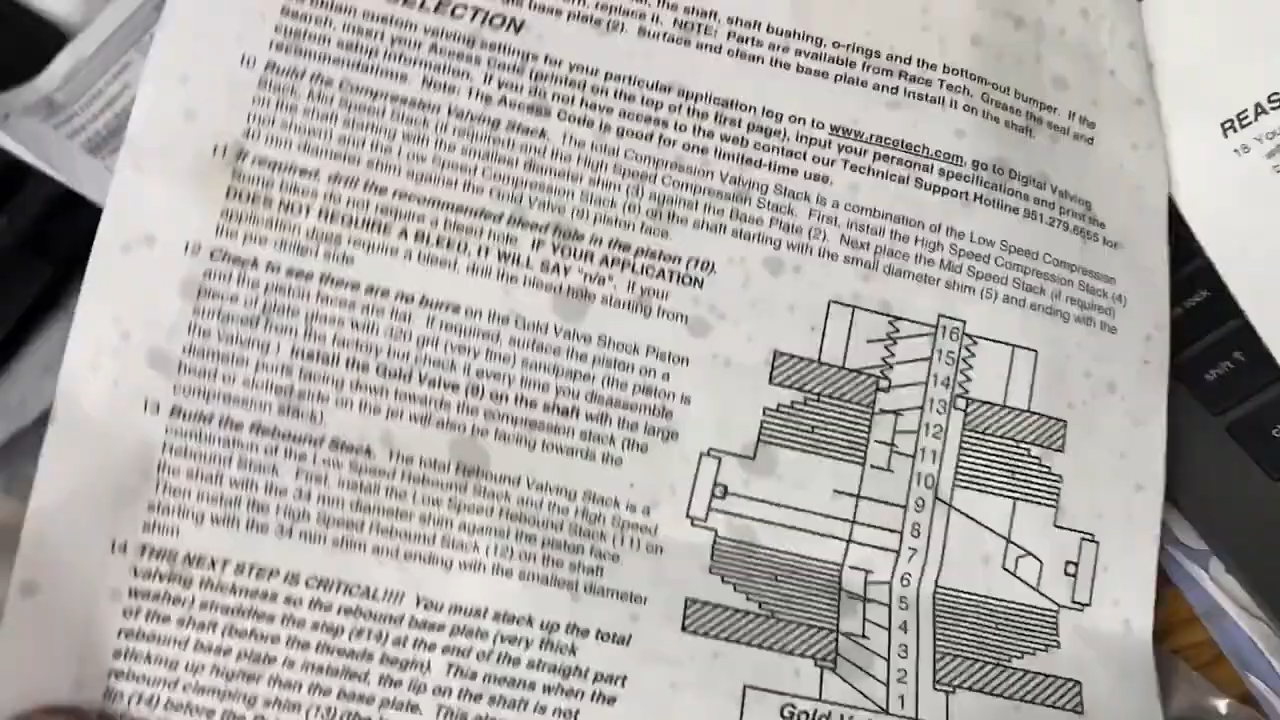 the shaft, shaft bushing, o-rings and the bottom-out bumper. If the
replace it. NOTE: Parts are available from Race Tech. Grease the seal and
the base plate (2). Surface and clean the base plate and install it on the shaft.
SELECTION
custom valving settings for your particular application log on to www.racetech.com, go to Digital Valving
Search, insert your Access Code (printed on the top of the first page), input your personal specifications and print the
custom setup information. If you do not have access to the web contact our Technical Support Hotline 951.279.6655 for
recommendations. Note: The Access Code is good for one limited-time use.
10 Build the Compression Valving Stack. The total Compression Valving Stack is a combination of the Low Speed Compression
Stack, Mid Speed Stack (if required) and the High Speed Compression Stack. First, install the High Speed Compression Stack (4)
on the shaft starting with the smallest diameter shim (3) against the Base Plate (2). Next place the Mid Speed Stack (if required)
the Low Speed Compression Stack (6) on the shaft starting with the small diameter shim (5) and ending with the
diameter shim against the Gold Valve (8) piston face.
11 If required, drill the recommended bleed hole in the piston (10).
bikes do not require a bleed hole. IF YOUR APPLICATION
DOES NOT REQUIRE A BLEED, IT WILL SAY "n/a". If your
application does require a bleed, drill the bleed hole starting from
the pre-drilled side.
12 Check to see there are no burrs on the Gold Valve Shock Piston
and the piston faces are flat. If required, surface the piston on a
piece of flat glass with 320 grit (very fine) sandpaper (the piston is
surfaced from the factory but check it every time you disassemble
the valving.) Install the Gold Valve (8) on the shaft with the large
diameter ports facing down towards the compression stack (the
head or slotted side on the jet will also be facing towards the
compression stack).
13 Build the Rebound Stack. The total Rebound Valving Stack is a
combination of the Low Speed Rebound Stack and the High Speed
Rebound Stack. First, install the Low Speed Rebound Stack (11) on
the shaft with the 34 mm diameter shim against the piston face.
Then install the High Speed Rebound Stack (12) on the shaft
starting with the 34 mm shim and ending with the smallest diameter
shim.
14 THIS NEXT STEP IS CRITICAL!!!! You must stack up the total
valving thickness so the rebound base plate (very thick
washer) straddles the step (#14) at the end of the straight part
of the shaft (before the threads begin). This means when the
rebound base plate is installed, the lip on the shaft is not
sticking up higher than the base plate. This
rebound clamping shim (13)
lip (14) before the
16
15
14
13
12
11
10
9
8
7
6
5
4
3
2
1
Gold
REAS
18 You
shift